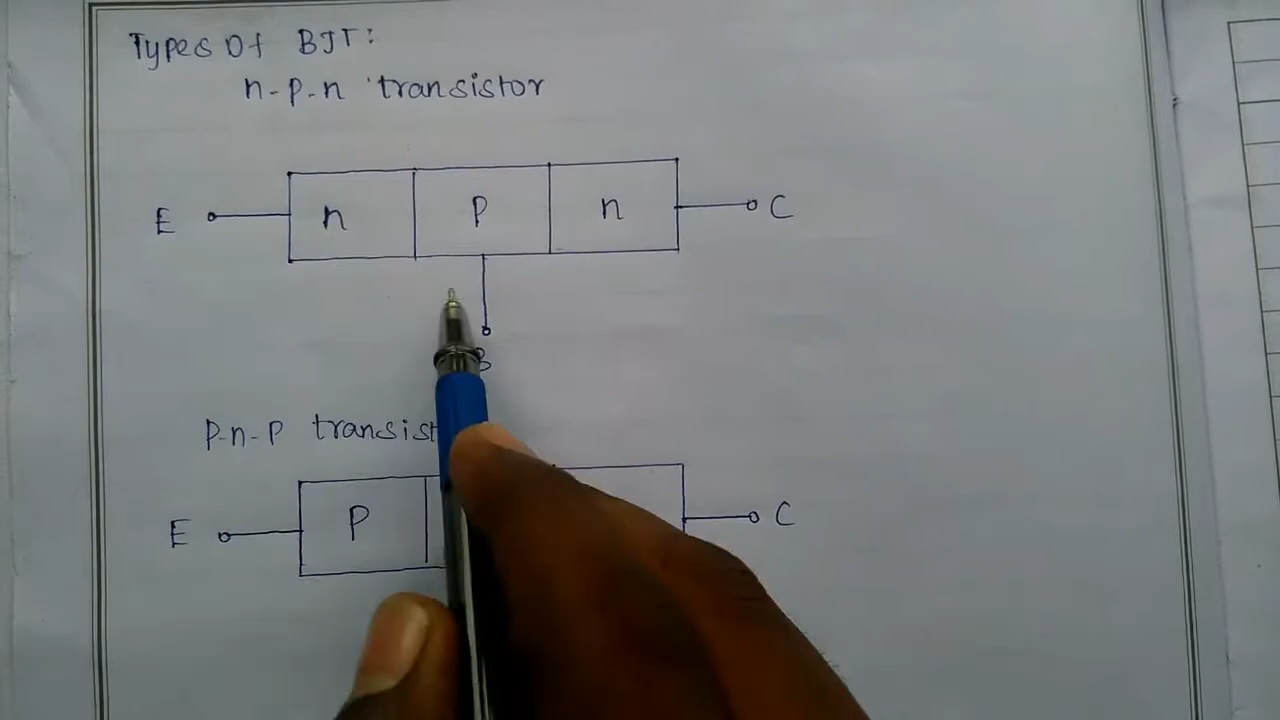 Types Of BJT:
n-p-n transistor
E n P n C
B
P-n-P transist
E P C